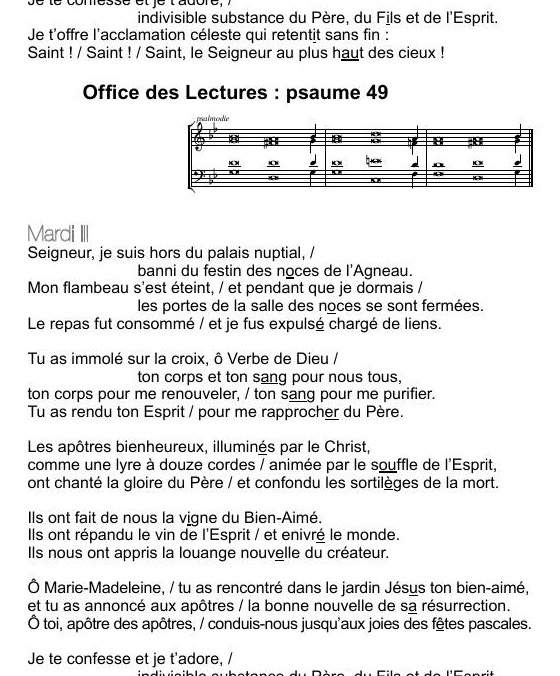 Je te confesse et je t'adore, /
indivisible substance du Père, du Fils et de l'Esprit.
Je t'offre l'acclamation céleste qui retentit sans fin :
Saint ! / Saint ! / Saint, le Seigneur au plus haut des cieux !
Office des Lectures : psaume 49
psalmodie
Mardi III
Seigneur, je suis hors du palais nuptial, /
banni du festin des noces de l'Agneau.
Mon flambeau s'est éteint, / et pendant que je dormais /
les portes de la salle des noces se sont fermées.
Le repas fut consommé / et je fus expulsé chargé de liens.
Tu as immolé sur la croix, ô Verbe de Dieu /
ton corps et ton sang pour nous tous,
ton corps pour me renouveler, / ton sang pour me purifier.
Tu as rendu ton Esprit / pour me rapprocher du Père.
Les apôtres bienheureux, illuminés par le Christ,
comme une lyre à douze cordes / animée par le souffle de l'Esprit,
ont chanté la gloire du Père / et confondu les sortilèges de la mort.
Ils ont fait de nous la vigne du Bien-Aimé.
Ils ont répandu le vin de l'Esprit / et enivré le monde.
Ils nous ont appris la louange nouvelle du créateur.
Ô Marie-Madeleine, / tu as rencontré dans le jardin Jésus ton bien-aimé,
et tu as annoncé aux apôtres / la bonne nouvelle de sa résurrection.
Ô toi, apôtre des apôtres, / conduis-nous jusqu'aux joies des fêtes pascales.
Je te confesse et je t'adore, /
indivisible substance du Père, du Fils et de l'Esprit.